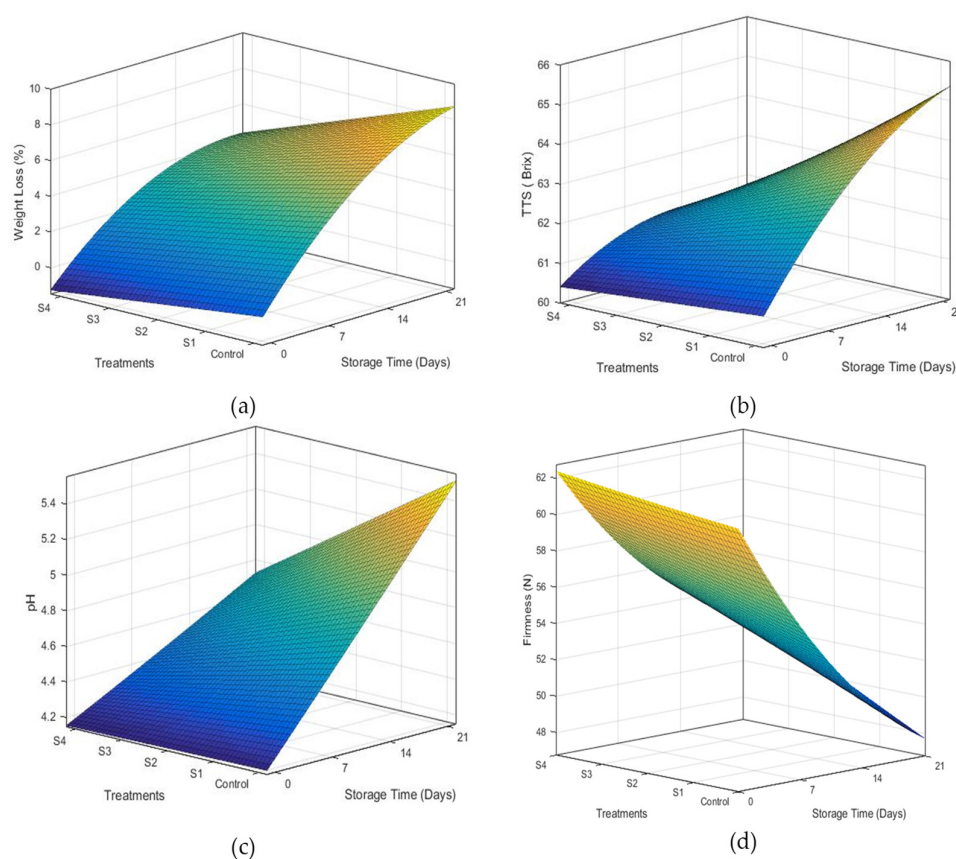 10
8
6
4
2
0
Weight Loss (%)
S4
S3
S2
S1
Control
Treatments
0
7
14
21
Storage Time (Days)
(a)
66
65
64
63
62
61
60
TTS ( Brix)
S4
S3
S2
S1
Control
Treatments
0
7
14
2
Storage Time (Days)
(b)
5.4
5.2
5
4.8
4.6
4.4
4.2
pH
S4
S3
S2
S1
Control
Treatments
0
7
14
21
Storage Time (Days)
(c)
62
60
58
56
54
52
50
48
Firmness (N)
S4
S3
S2
S1
Control
Treatments
0
7
14
21
Storage Time (Days)
(d)